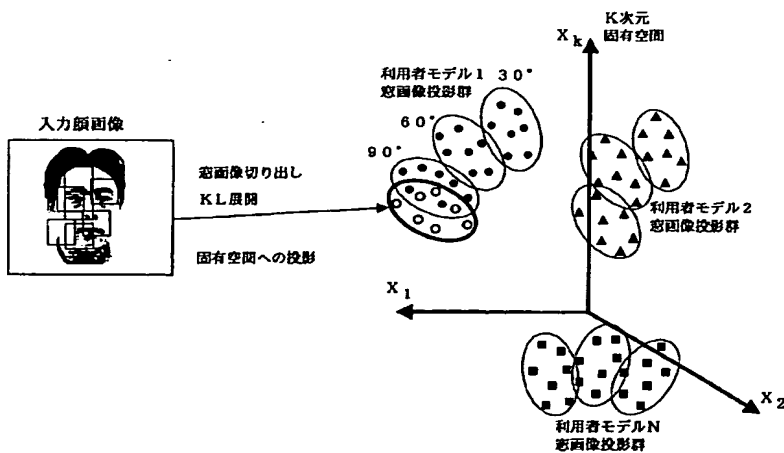 K次元
固有空間
Xk
利用者モデル1 30°
窓画像投影群
60°
90°
入力顔画像
窓画像切り出し
KL展開
固有空間への投影
利用者モデル2
窓画像投影群
X1
X2
利用者モデルN
窓画像投影群